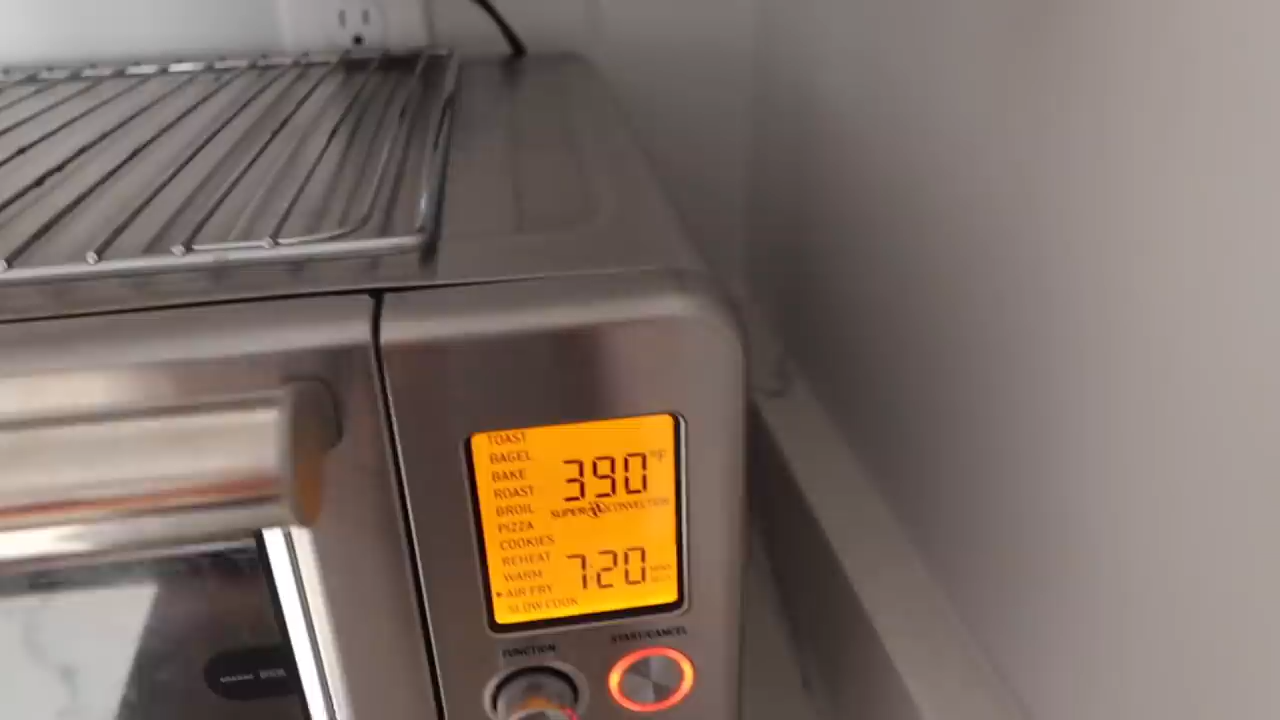 TOAST
BAGEL
BAKE
ROAST
BROIL
PIZZA
COOKIES
REHEAT
WARM
AIR FRY
SLOW COOK
390 °F
SUPER CONVECTION
7:20
FUNCTION
START/CANCEL